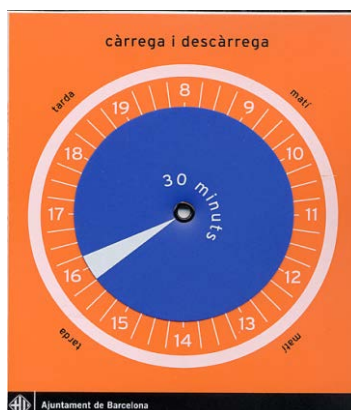 càrrega i descàrrega
tarda
matí
8
9
10
11
12
13
14
15
16
17
18
19
30 minuts
tarda
matí
Ajuntament de Barcelona